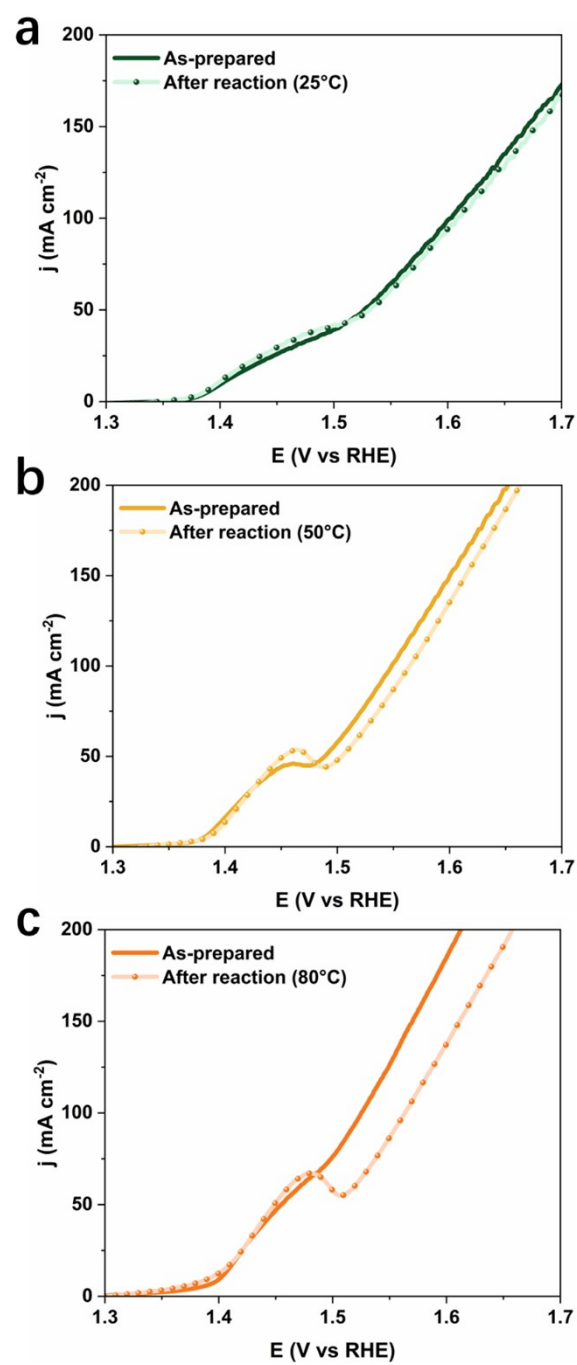 a
200
150
100
50
0
j (mA cm-2)
As-prepared
After reaction (25°C)
1.3 1.4 1.5 1.6 1.7
E (V vs RHE)
b
200
150
100
50
0
j (mA cm-2)
As-prepared
After reaction (50°C)
1.3 1.4 1.5 1.6 1.7
E (V vs RHE)
c
200
150
100
50
0
j (mA cm-2)
As-prepared
After reaction (80°C)
1.3 1.4 1.5 1.6 1.7
E (V vs RHE)